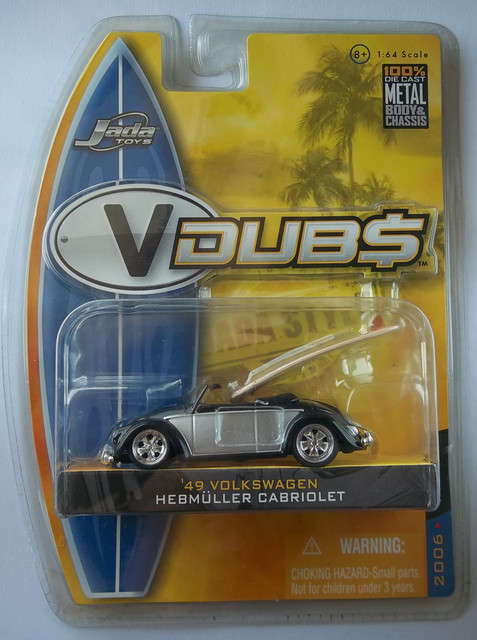 8+ 1:64 Scale
100%
DIE CAST
METAL
BODY &
CHASSIS
Jada
TOYS
V DUB$
TM
'49 VOLKSWAGEN
HEBMÜLLER CABRIOLET
2006
WARNING:
CHOKING HAZARD-Small parts.
Not for children under 3 years.